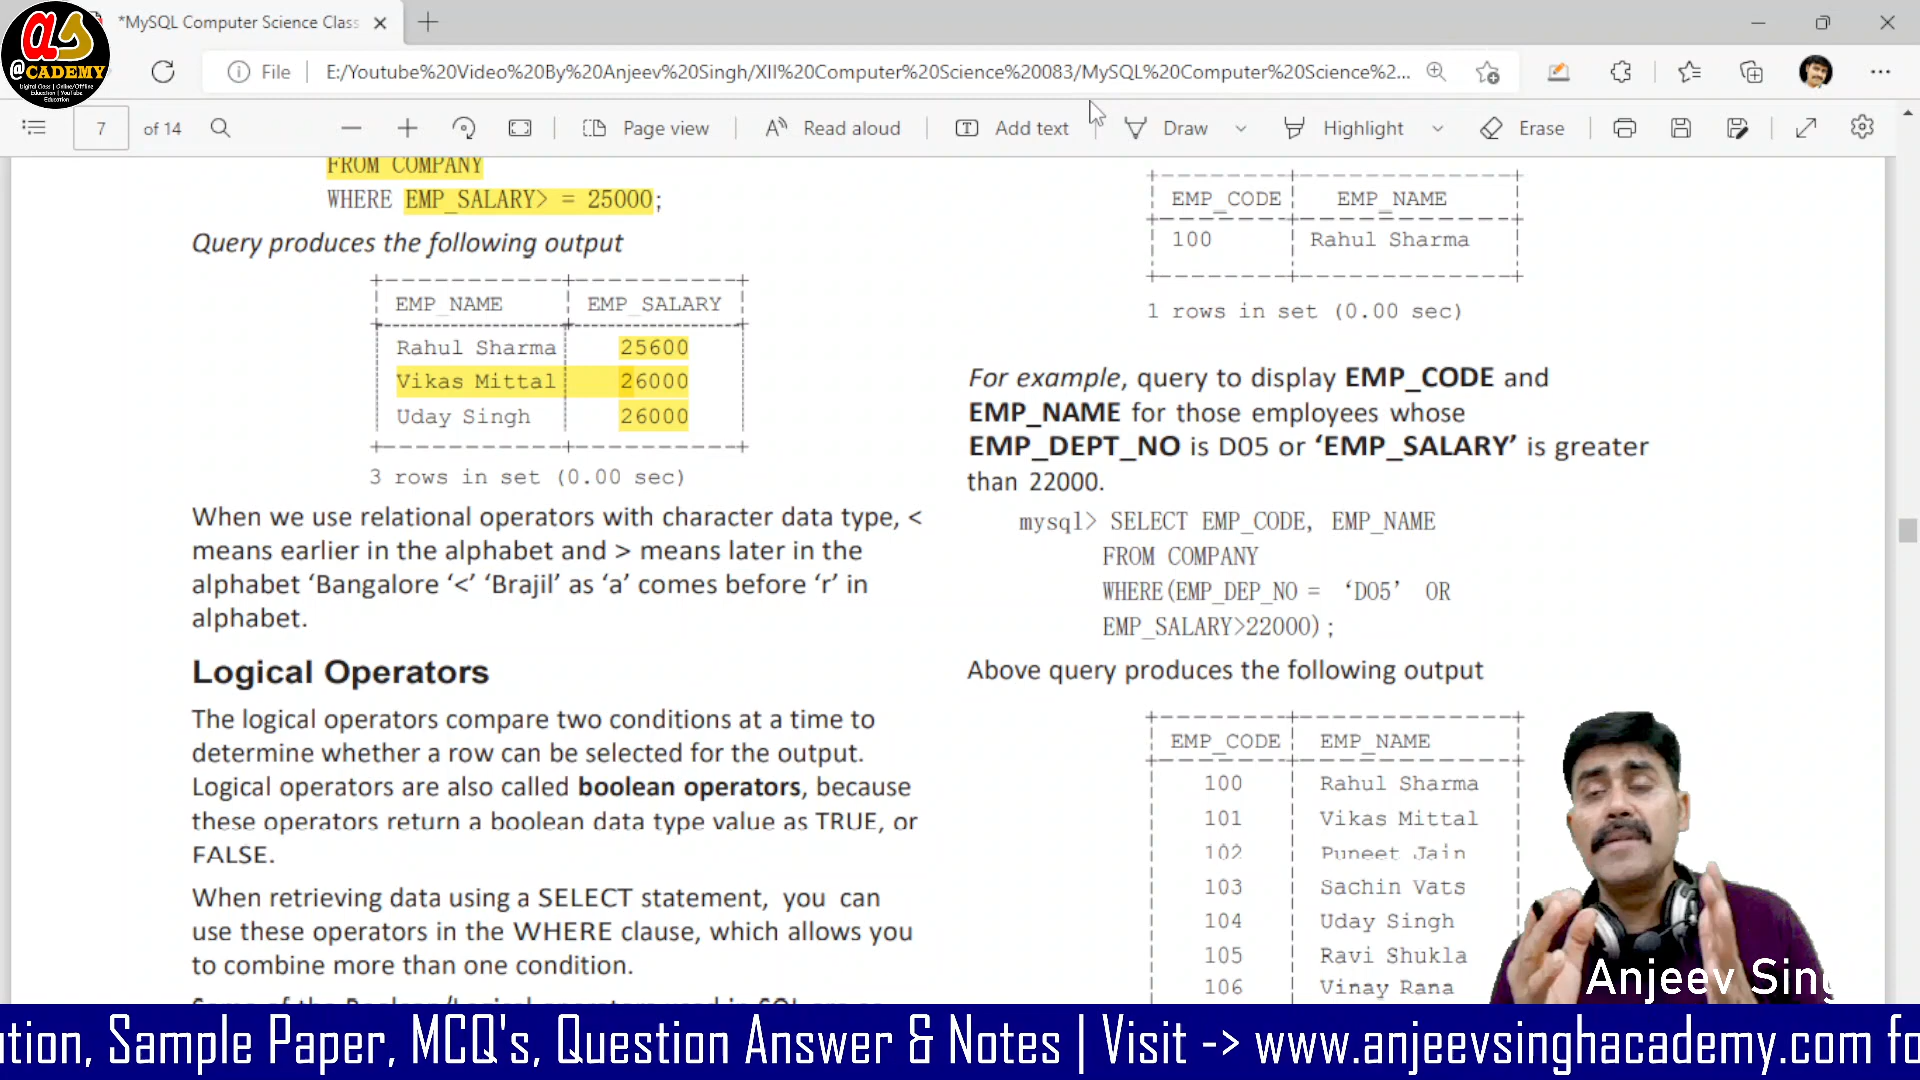 as
@CADEMY
Digital Class | Online/Offline
Education | YouTube
Education
*MySQL Computer Science Class
File
E:/Youtube%20Video%20By%20Anjeev%20Singh/XII%20Computer%20Science%20083/MySQL%20Computer%20Science%2...
7 of 14
Page view
Read aloud
Add text
Draw
Highlight
Erase
FROM COMPANY
WHERE EMP_SALARY> = 25000;
Query produces the following output
EMP_NAME EMP_SALARY
Rahul Sharma 25600
Vikas Mittal 26000
Uday Singh 26000
3 rows in set (0.00 sec)
When we use relational operators with character data type, <
means earlier in the alphabet and > means later in the
alphabet ‘Bangalore ‘<’ ‘Brajil’ as ‘a’ comes before ‘r’ in
alphabet.
Logical Operators
The logical operators compare two conditions at a time to
determine whether a row can be selected for the output.
Logical operators are also called boolean operators, because
these operators return a boolean data type value as TRUE, or
FALSE.
When retrieving data using a SELECT statement, you can
use these operators in the WHERE clause, which allows you
to combine more than one condition.
EMP_CODE EMP_NAME
100 Rahul Sharma
1 rows in set (0.00 sec)
For example, query to display EMP_CODE and
EMP_NAME for those employees whose
EMP_DEPT_NO is D05 or ‘EMP_SALARY’ is greater
than 22000.
mysql> SELECT EMP_CODE, EMP_NAME
FROM COMPANY
WHERE(EMP_DEP_NO = ‘D05’ OR
EMP_SALARY>22000);
Above query produces the following output
EMP_CODE EMP_NAME
100 Rahul Sharma
101 Vikas Mittal
102 Puneet Jain
103 Sachin Vats
104 Uday Singh
105 Ravi Shukla
106 Vinay Rana
Anjeev Sing
ution, Sample Paper, MCQ's, Question Answer & Notes | Visit -> www.anjeevsinghacademy.com fo